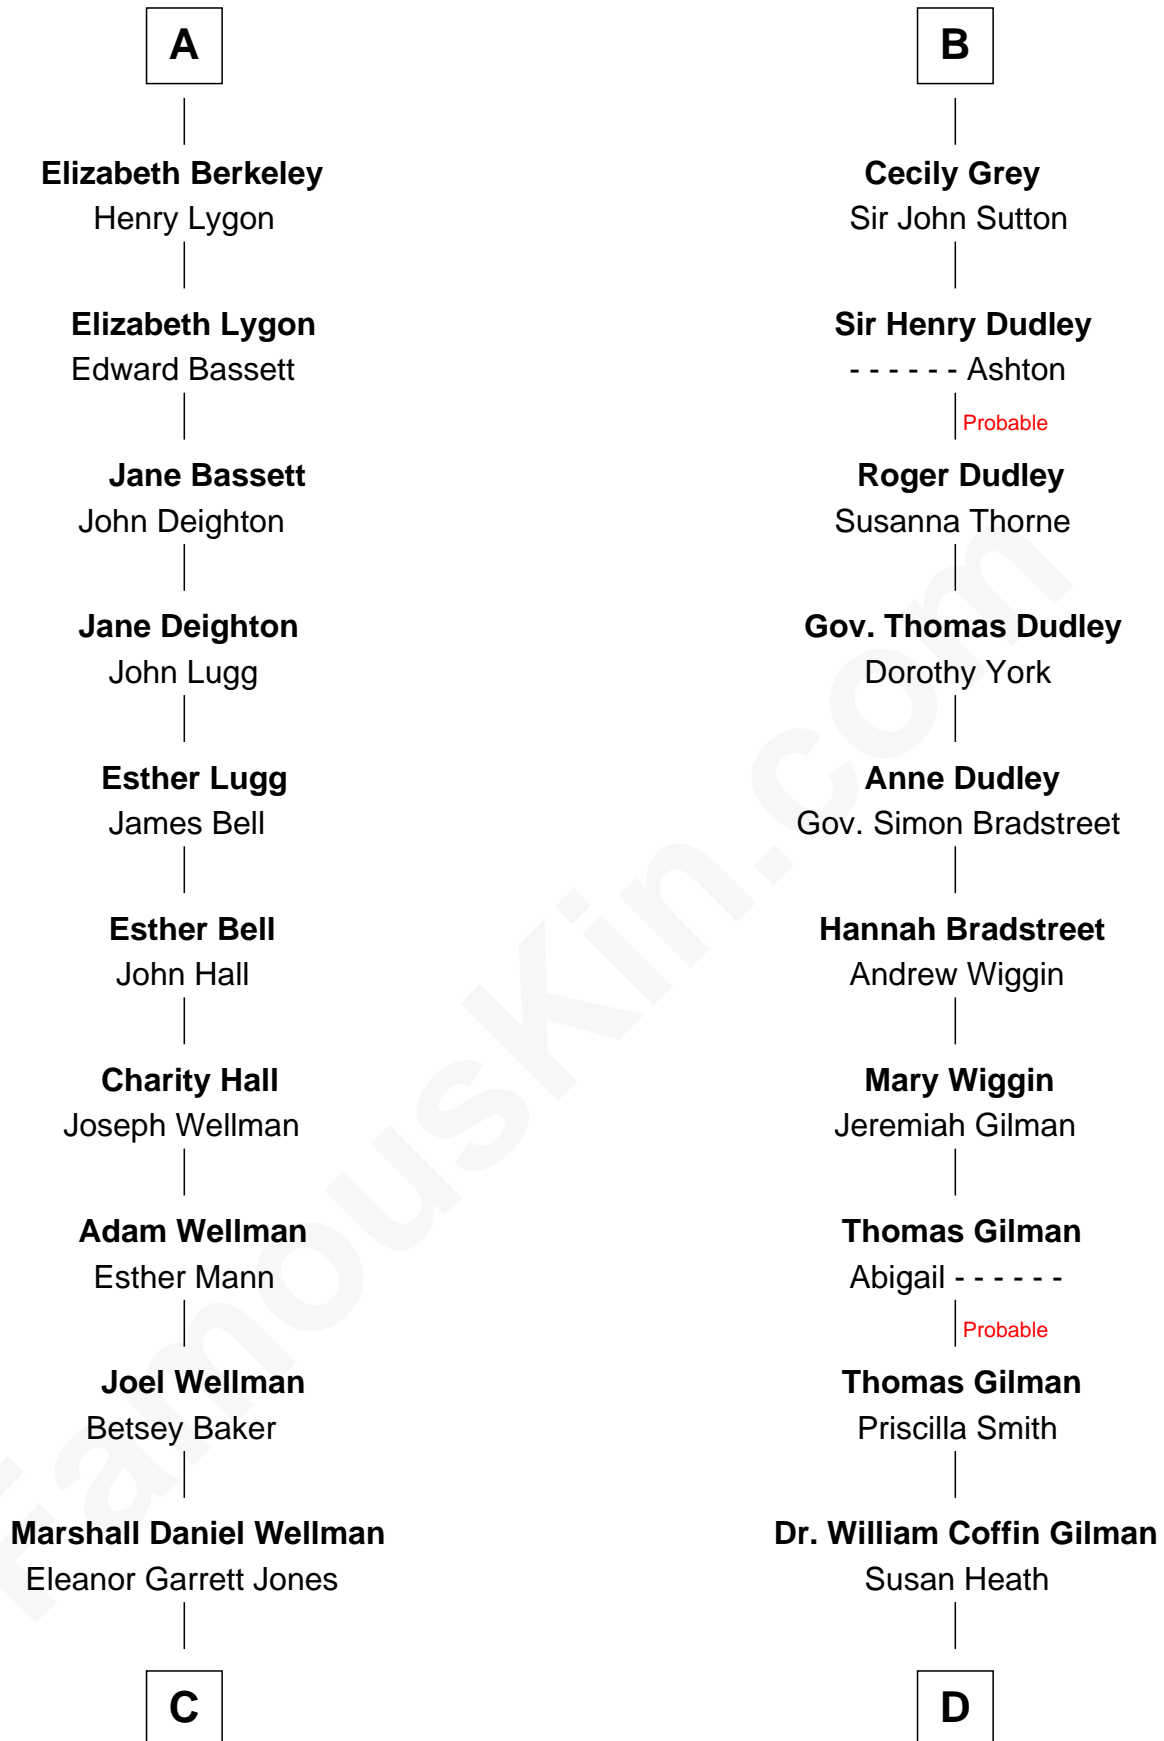 A
Elizabeth Berkeley
Henry Lygon
Elizabeth Lygon
Edward Bassett
Jane Bassett
John Deighton
Jane Deighton
John Lugg
Esther Lugg
James Bell
Esther Bell
John Hall
Charity Hall
Joseph Wellman
Adam Wellman
Esther Mann
Joel Wellman
Betsey Baker
Marshall Daniel Wellman
Eleanor Garrett Jones
C
B
Cecily Grey
Sir John Sutton
Sir Henry Dudley
- - - - - - Ashton
Probable
Roger Dudley
Susanna Thorne
Gov. Thomas Dudley
Dorothy York
Anne Dudley
Gov. Simon Bradstreet
Hannah Bradstreet
Andrew Wiggin
Mary Wiggin
Jeremiah Gilman
Thomas Gilman
Abigail - - - - - -
Probable
Thomas Gilman
Priscilla Smith
Dr. William Coffin Gilman
Susan Heath
D
FamousKin.com